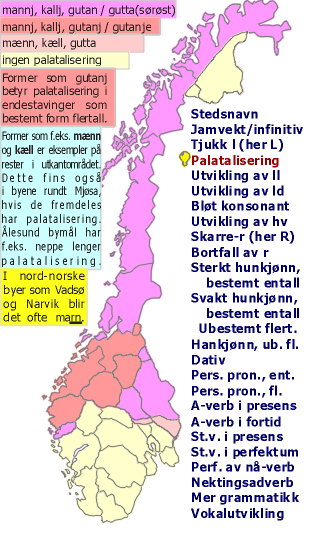 mannj, kallj, gutan / gutta(sørøst)
mannj, kallj, gutanj / gutanje
mænn, kæll, gutta
ingen palatalisering
Former som gutanj
betyr palatalisering i
endestavinger som
bestemt form flertall.
Former som f.eks. mænn
og kæll er eksempler på
rester i utkantområdet.
Dette fins også
i byene rundt Mjøsa,
hvis de fremdeles
har palatalisering.
Ålesund bymål har
f.eks. neppe lenger
palatalisering.
I nord-norske
byer som Vadsø
og Narvik blir
det ofte marn.
Stedsnavn
Jamvekt/infinitiv
Tjukk l (her L)
Palatalisering
Utvikling av ll
Utvikling av ld
Bløt konsonant
Utvikling av hv
Skarre-r (her R)
Bortfall av r
Sterkt hunkjønn,
bestemt entall
Svakt hunkjønn,
bestemt entall
Ubestemt flert.
Hankjønn, ub. fl.
Dativ
Pers. pron., ent.
Pers. pron., fl.
A-verb i presens
A-verb i fortid
St.v. i presens
St.v. i perfektum
Perf. av nå-verb
Nektingsadverb
Mer grammatikk
Vokalutvikling